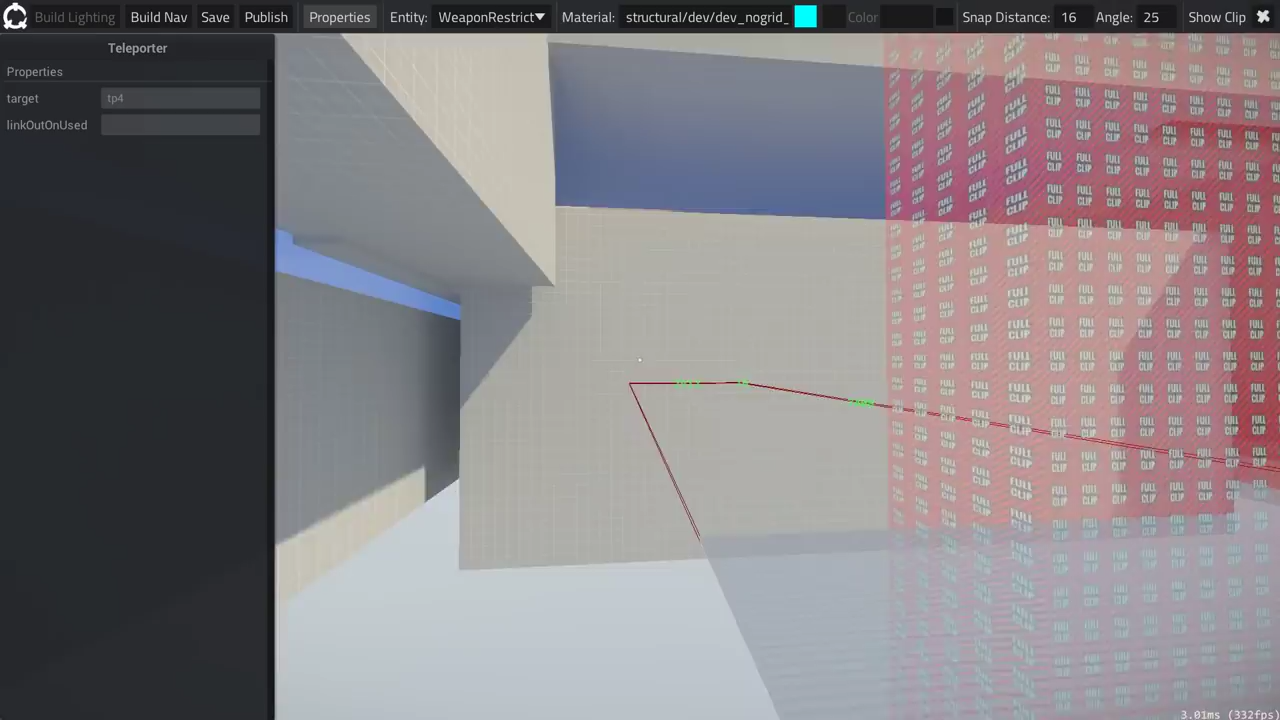 Build Lighting Build Nav Save Publish Properties Entity: WeaponRestrict Material: structural/dev/dev_nogrid_ Color Snap Distance: 16 Angle: 25 Show Clip
Teleporter
Properties
target tp4
linkOutOnUsed
FULL CLIP
3.01ms (332fps)